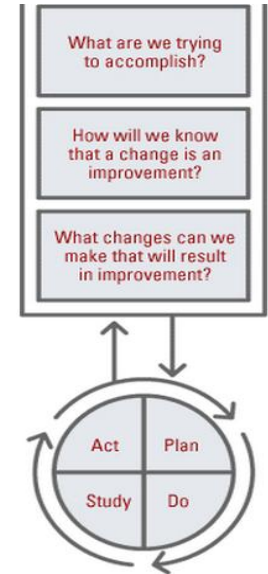 What are we trying
to accomplish?
How will we know
that a change is an
improvement?
What changes can we
make that will result
in improvement?
Act
Plan
Study
Do